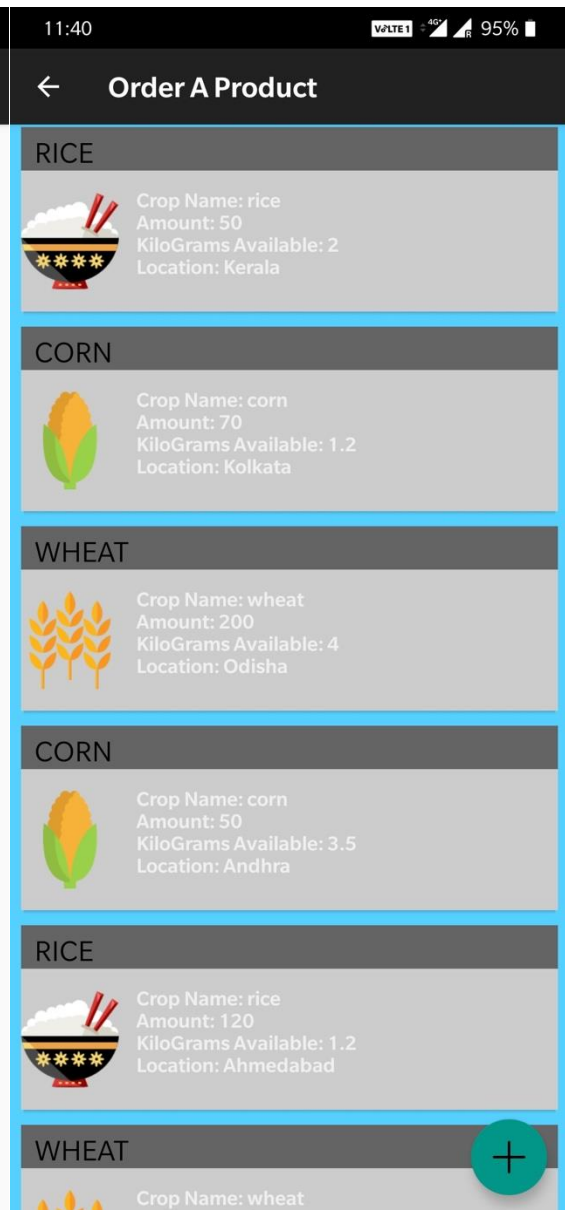 11:40 VoLTE 1 4G+ R 95%
Order A Product
RICE
Crop Name: rice
Amount: 50
KiloGrams Available: 2
Location: Kerala
CORN
Crop Name: corn
Amount: 70
KiloGrams Available: 1.2
Location: Kolkata
WHEAT
Crop Name: wheat
Amount: 200
KiloGrams Available: 4
Location: Odisha
CORN
Crop Name: corn
Amount: 50
KiloGrams Available: 3.5
Location: Andhra
RICE
Crop Name: rice
Amount: 120
KiloGrams Available: 1.2
Location: Ahmedabad
WHEAT
Crop Name: wheat